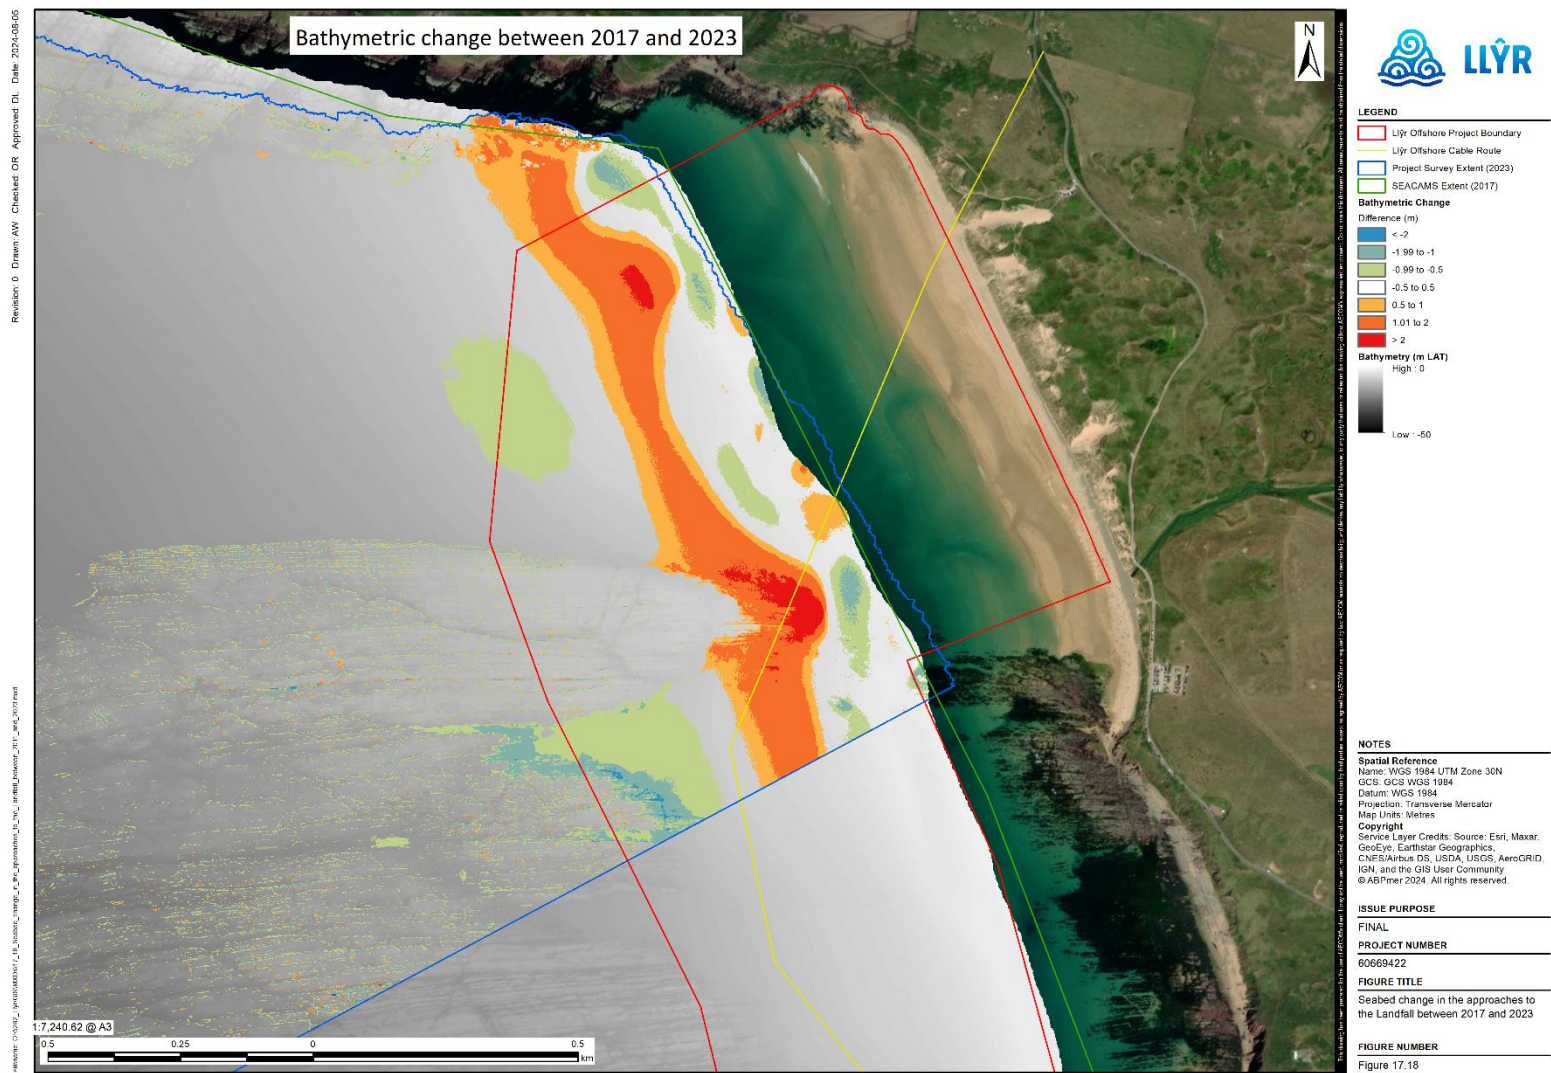 Bathymetric change between 2017 and 2023
N
LLŶR
LEGEND
Llŷr Offshore Project Boundary
Llŷr Offshore Cable Route
Project Survey Extent (2023)
SEACAMS Extent (2017)
Bathymetric Change
Difference (m)
< -2
-1.99 to -1
-0.99 to -0.5
-0.5 to 0.5
0.5 to 1
1.01 to 2
> 2
Bathymetry (m LAT)
High : 0
Low : -50
NOTES
Spatial Reference
Name: WGS 1984 UTM Zone 30N
GCS: GCS WGS 1984
Datum: WGS 1984
Projection: Transverse Mercator
Map Units: Metres
Copyright
Service Layer Credits: Source: Esri, Maxar,
GeoEye, Earthstar Geographics,
CNES/Airbus DS, USDA, USGS, AeroGRID,
IGN, and the GIS User Community
© ABPmer 2024. All rights reserved.
ISSUE PURPOSE
FINAL
PROJECT NUMBER
60669422
FIGURE TITLE
Seabed change in the approaches to
the Landfall between 2017 and 2023
FIGURE NUMBER
Figure 17.18
Revision: 0 Drawn: AW Checked: OR Approved: DL Date: 2024-08-05
1:7,240.62 @ A3
0.5 0.25 0 0.5
km